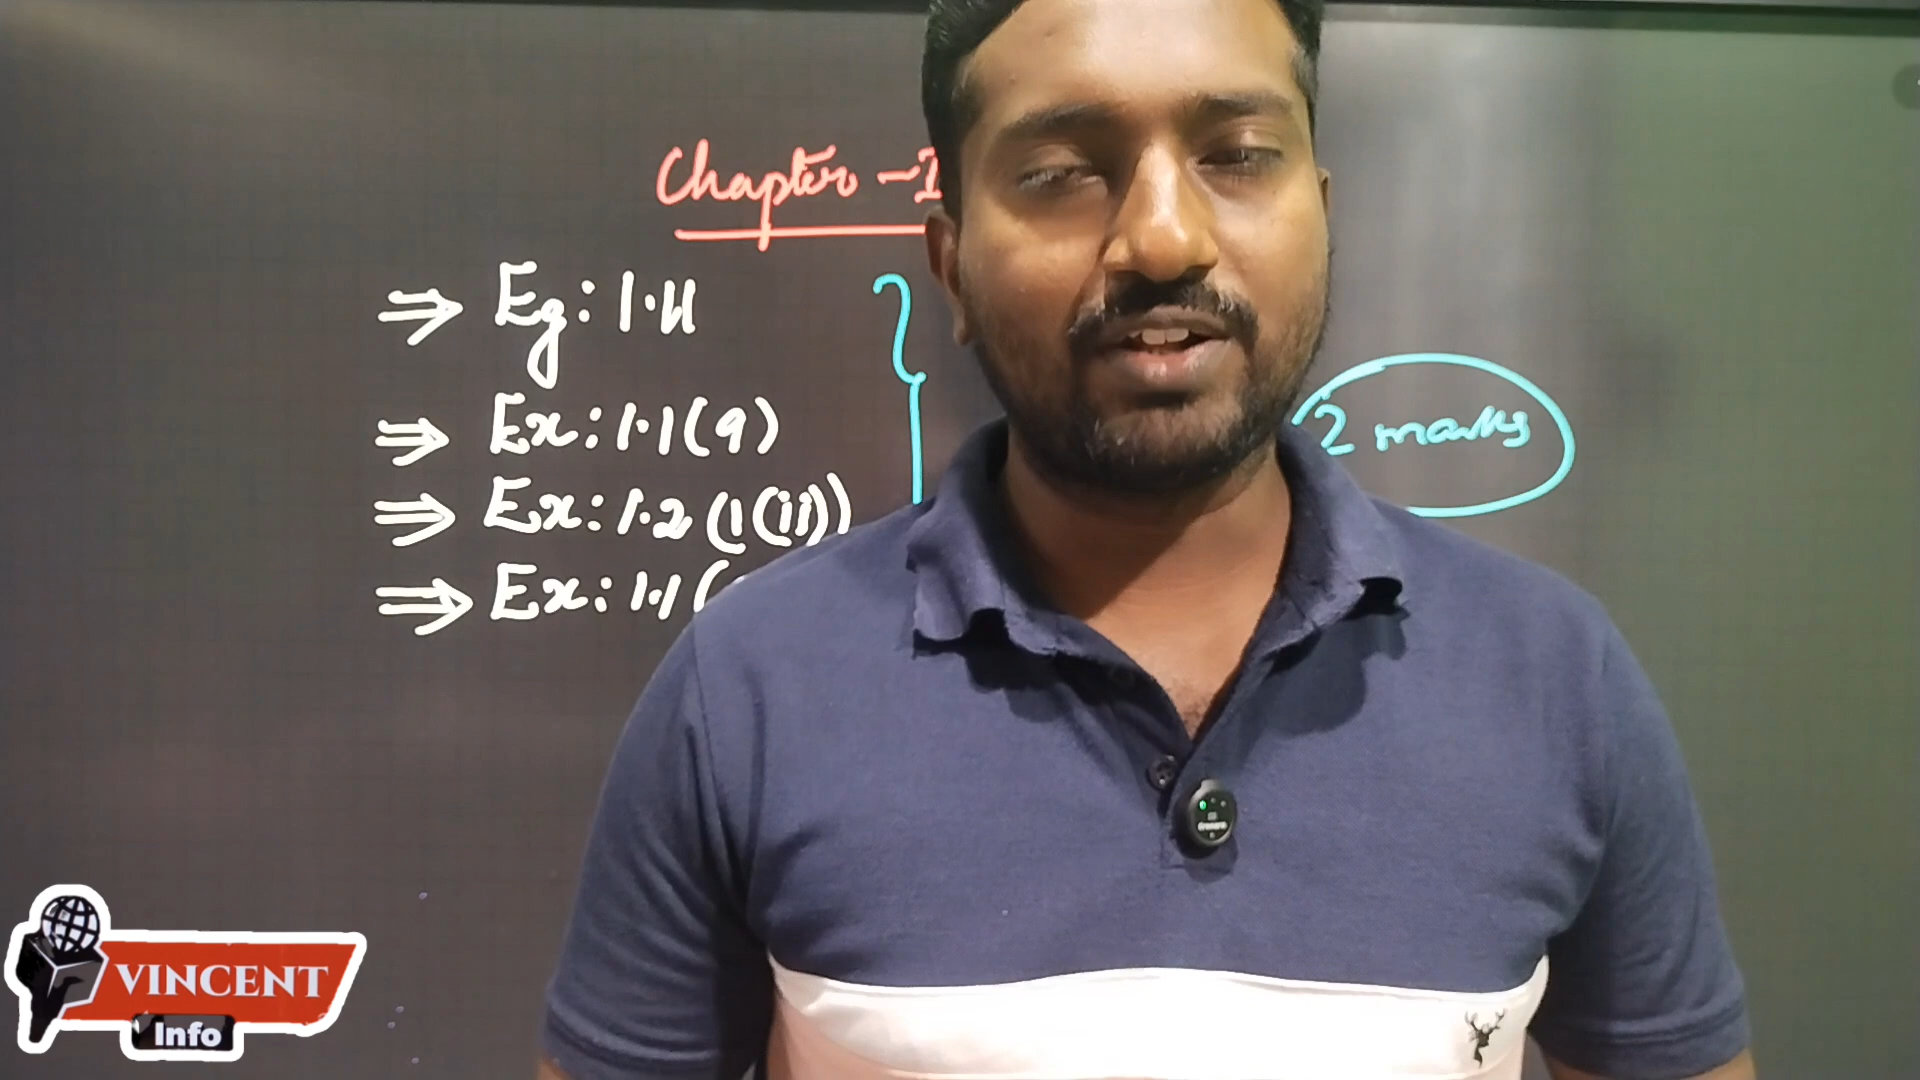 Chapter - I
⇒ Eg: 1.11
⇒ Ex: 1.1(9)
⇒ Ex: 1.2 (1(ii))
⇒ Ex: 1.1(
2 marks
VINCENT
Info